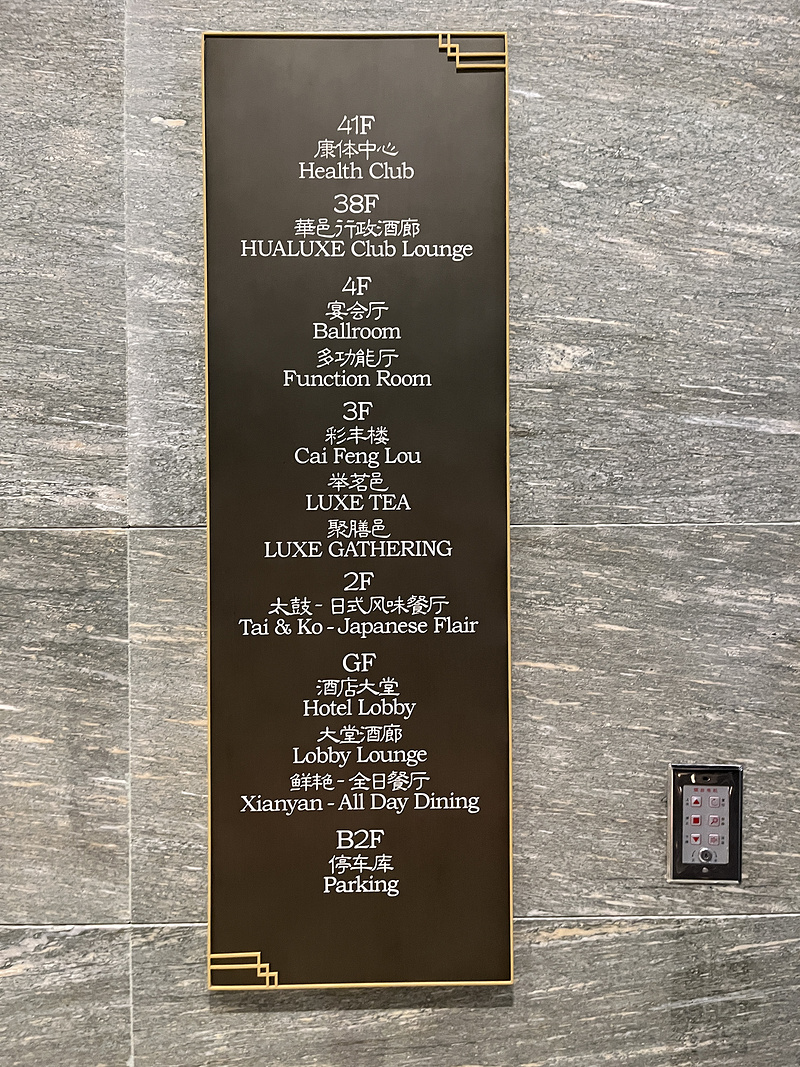 41F
康体中心
Health Club
38F
華邑行政酒廊
HUALUXE Club Lounge
4F
宴会厅
Ballroom
多功能厅
Function Room
3F
彩丰楼
Cai Feng Lou
举茗邑
LUXE TEA
聚膳邑
LUXE GATHERING
2F
太鼓-日式风味餐厅
Tai & Ko-Japanese Flair
GF
酒店大堂
Hotel Lobby
大堂酒廊
Lobby Lounge
鲜艳-全日餐厅
Xianyan-All Day Dining
B2F
停车库
Parking